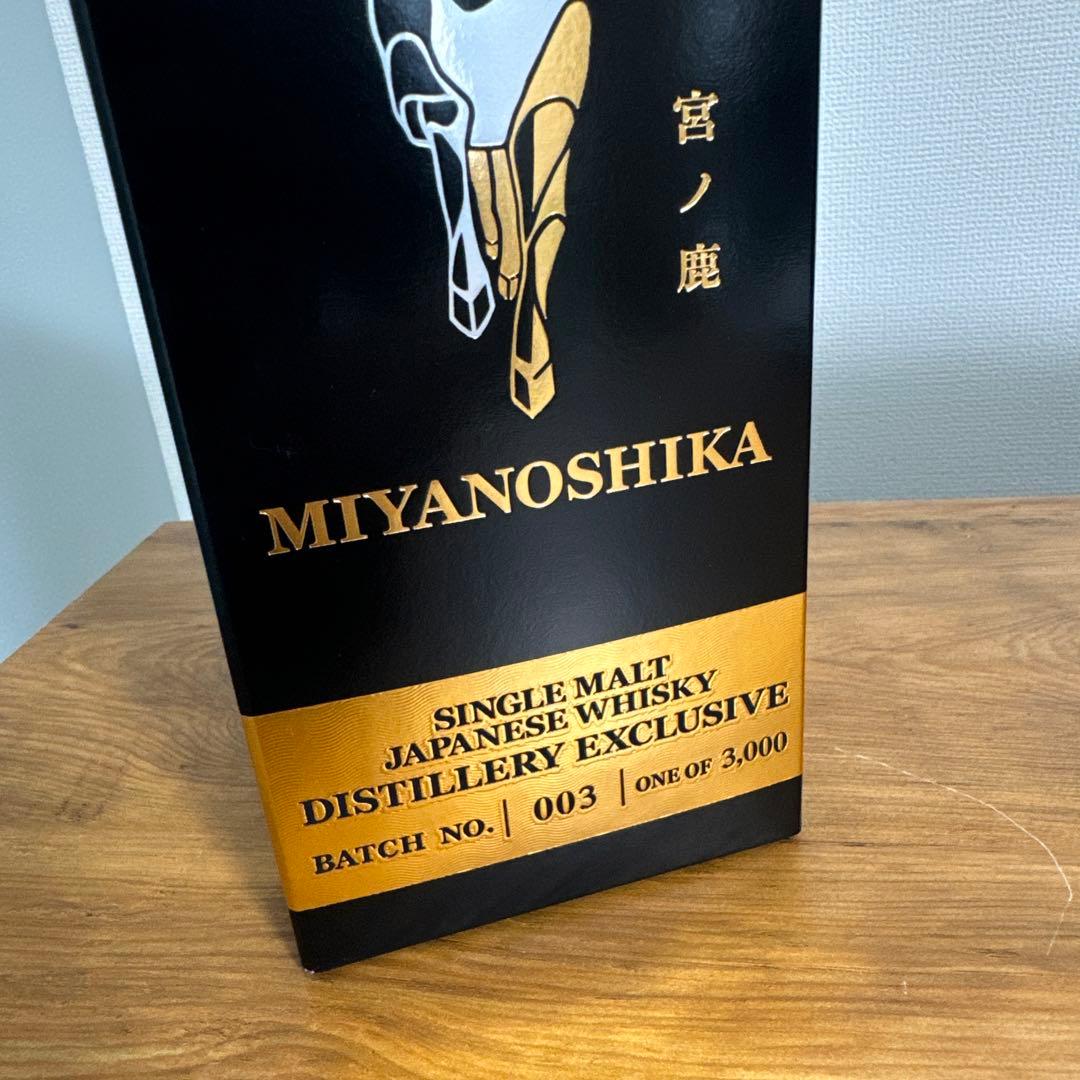 宮ノ鹿
MIYANOSHIKA
SINGLE MALT
JAPANESE WHISKY
DISTILLERY EXCLUSIVE
BATCH NO. | 003 | ONE OF 3,000